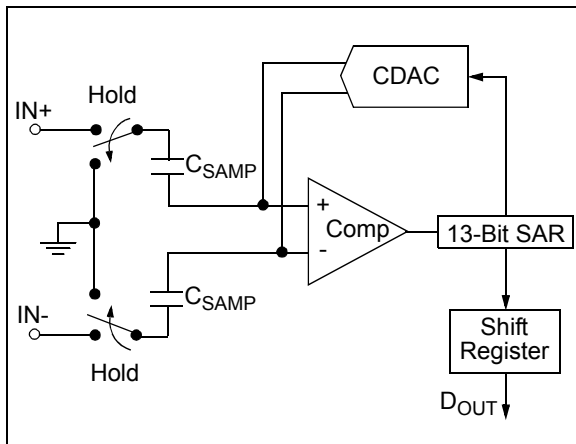 CDAC
IN+
Hold
CSAMP
+
Comp
-
13-Bit SAR
CSAMP
IN-
Hold
Shift
Register
DOUT